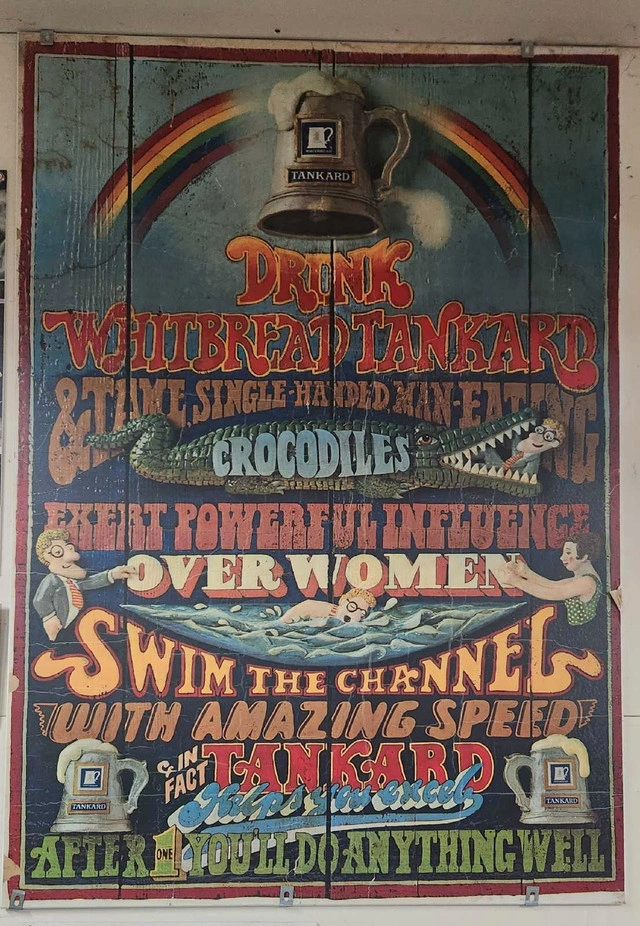 TANKARD
DRINK
WHITBREAD TANKARD
& TAME, SINGLE-HANDED MAN-EATING
CROCODILES
EXERT POWERFUL INFLUENCE
OVER WOMEN
SWIM THE CHANNEL
WITH AMAZING SPEED
& IN
FACT
TANKARD
Helps you excel
TANKARD
TANKARD
AFTER 1 ONE YOU'LL DO ANYTHING WELL